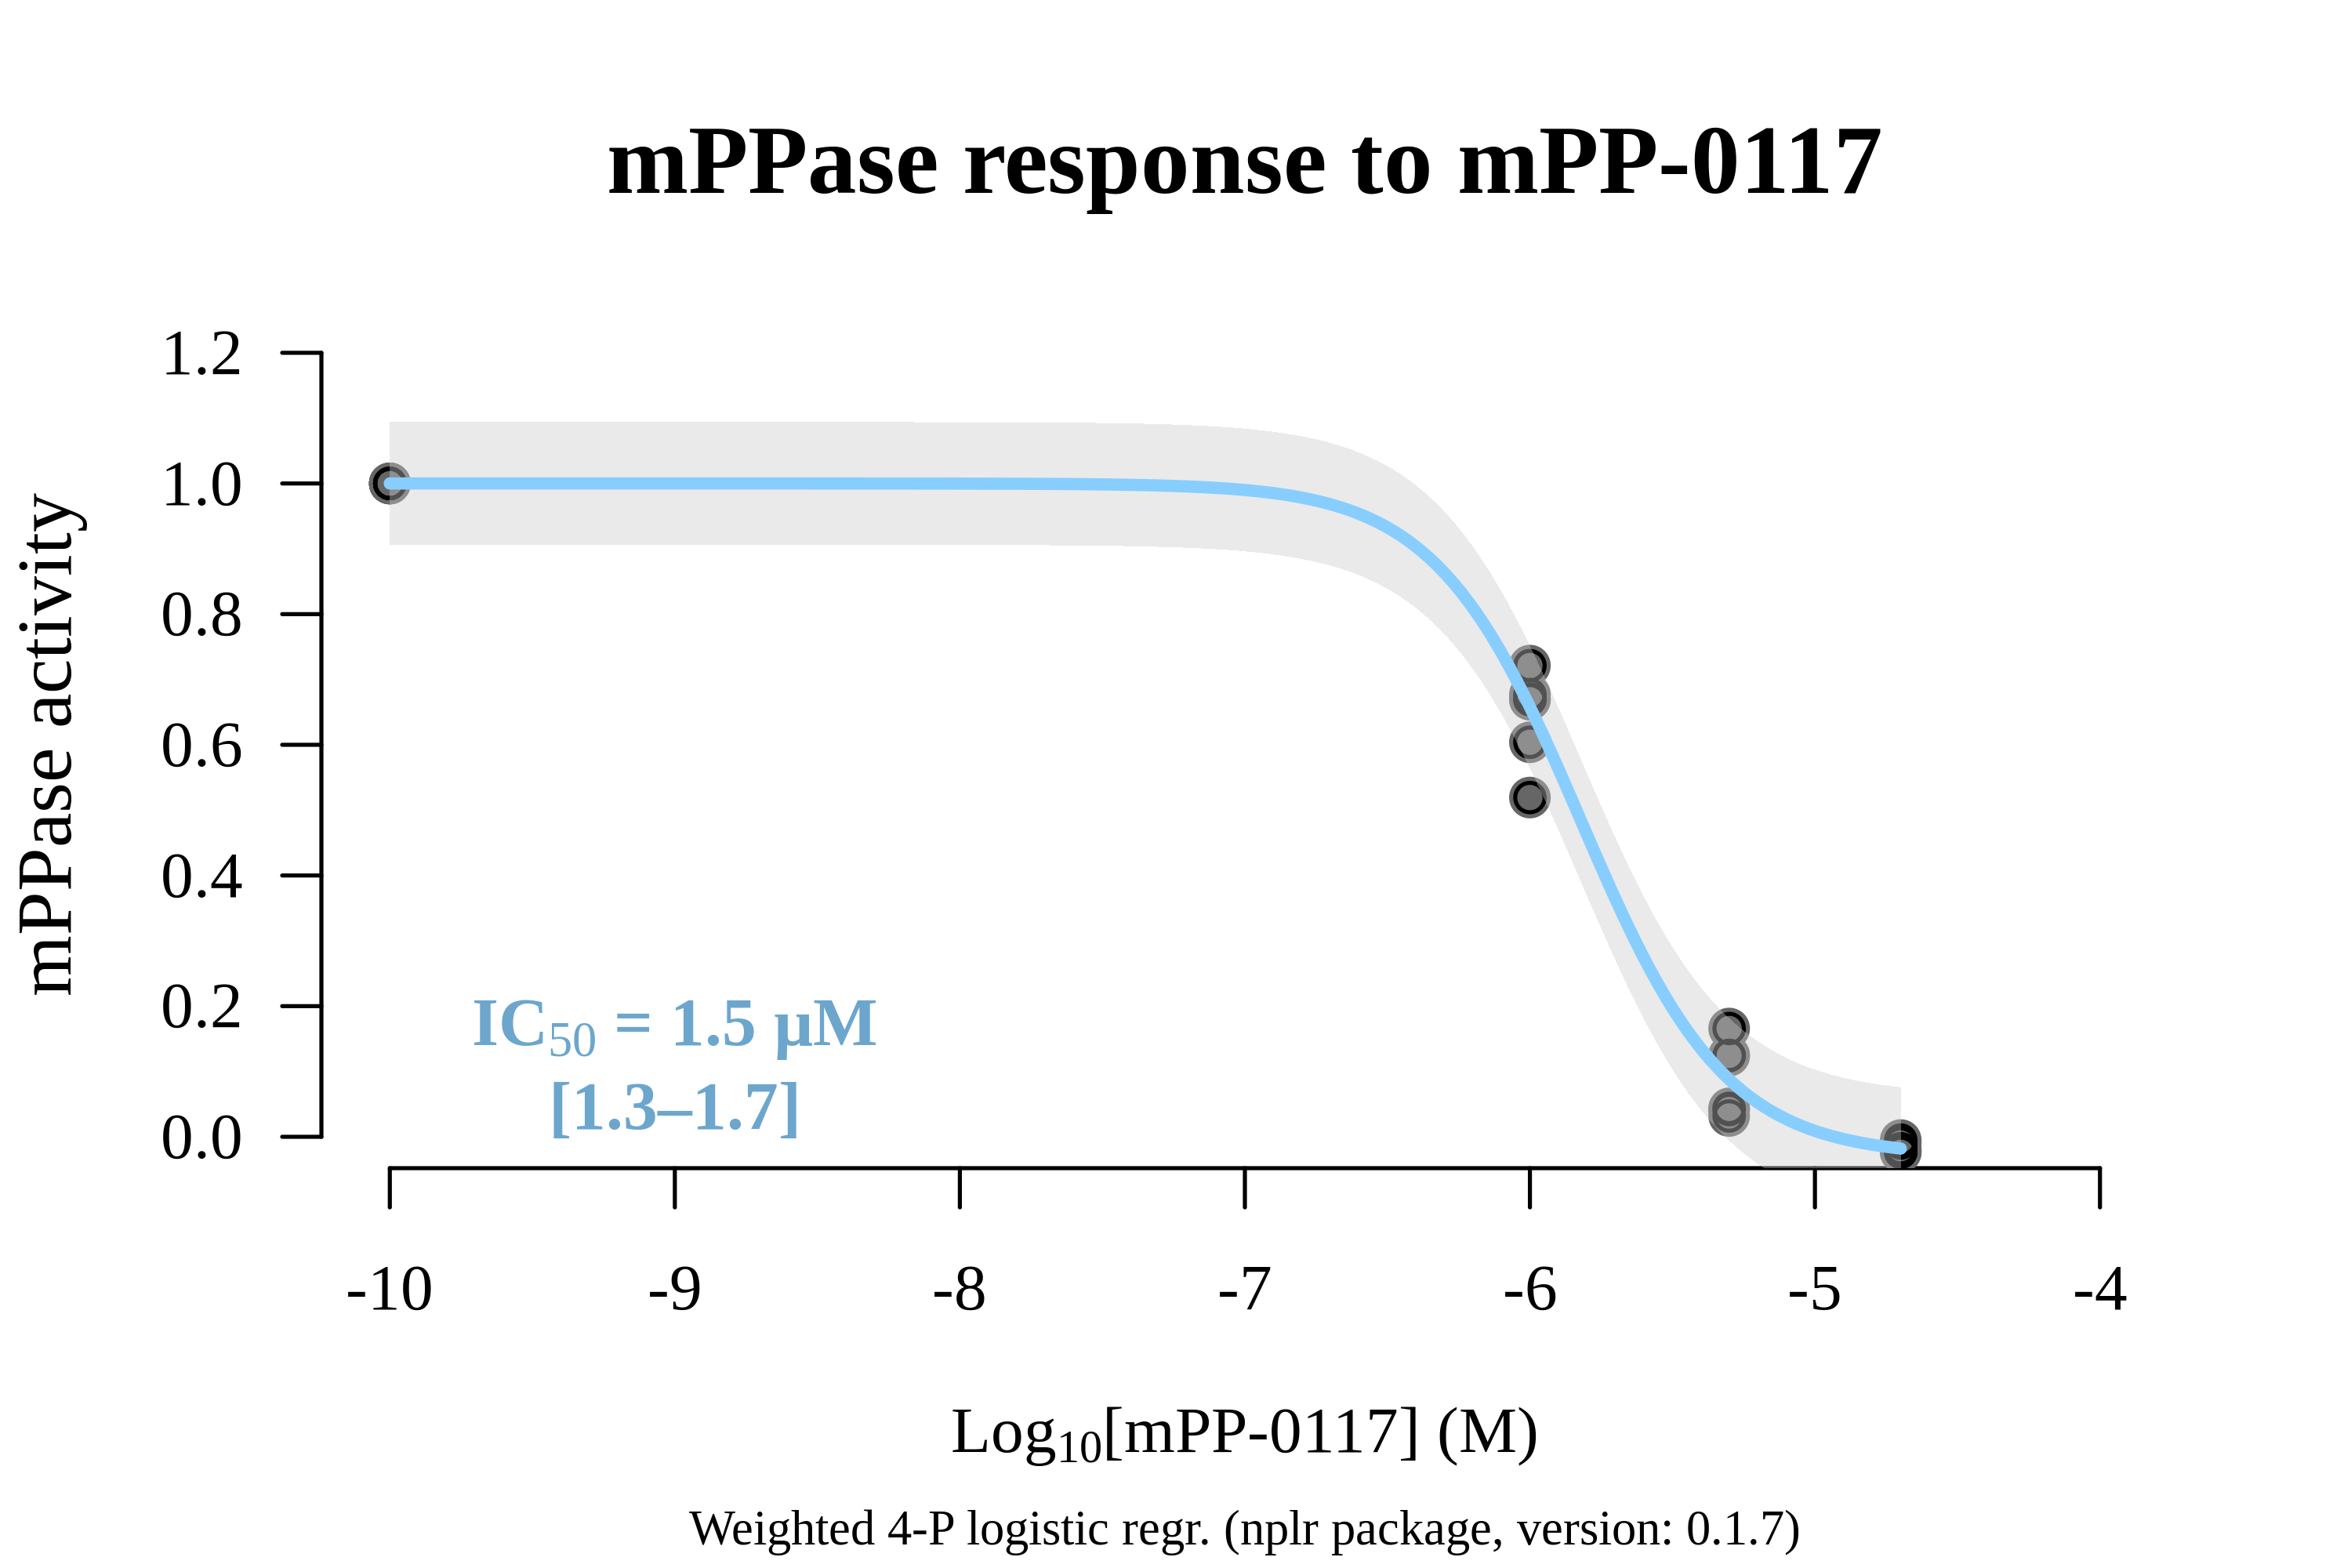 mPPase response to mPP-0117
mPPase activity
1.2
1.0
0.8
0.6
0.4
0.2
0.0
IC50 = 1.5 µM
[1.3–1.7]
-10 -9 -8 -7 -6 -5 -4
Log10[mPP-0117] (M)
Weighted 4-P logistic regr. (nplr package, version: 0.1.7)